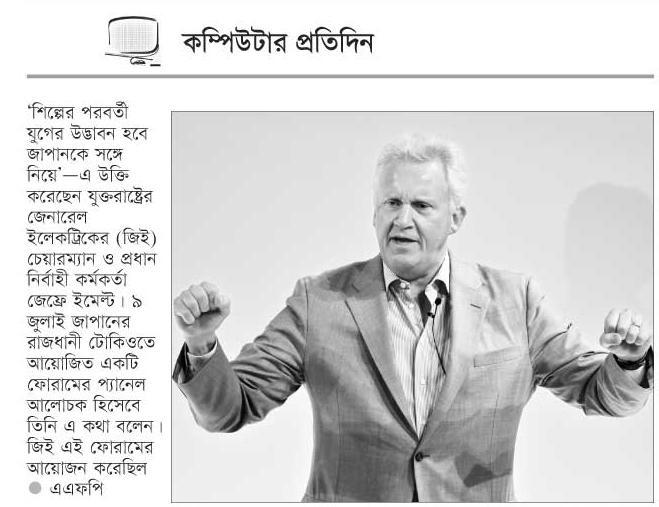 কম্পিউটার প্রতিদিন
‘শিল্পের পরবর্তী
যুগের উদ্ভাবন হবে
জাপানকে সঙ্গে
নিয়ে’—এ উক্তি
করেছেন যুক্তরাষ্ট্রের
জেনারেল
ইলেকট্রিকের (জিই)
চেয়ারম্যান ও প্রধান
নির্বাহী কর্মকর্তা
জেফ্রে ইমেল্ট। ৯
জুলাই জাপানের
রাজধানী টোকিওতে
আয়োজিত একটি
ফোরামের প্যানেল
আলোচক হিসেবে
তিনি এ কথা বলেন।
জিই এই ফোরামের
আয়োজন করেছিল
● এএফপি